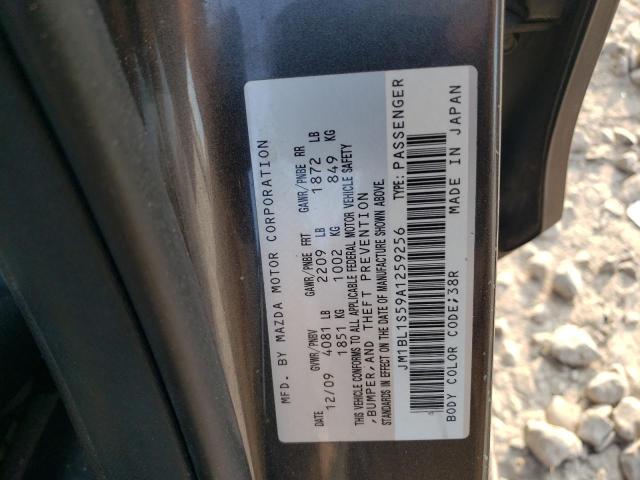 MFD. BY MAZDA MOTOR CORPORATION
DATE GVWR/PNBV GAWR/PNBE FRT GAWR/PNBE RR
12/09 4081 LB 2209 LB 1872 LB
1851 KG 1002 KG 849 KG
THIS VEHICLE CONFORMS TO ALL APPLICABLE FEDERAL MOTOR VEHICLE SAFETY
,BUMPER,AND THEFT PREVENTION
STANDARDS IN EFFECT ON THE DATE OF MANUFACTURE SHOWN ABOVE
JM1BL1S59A1259256 TYPE: PASSENGER
BODY COLOR CODE;38R MADE IN JAPAN